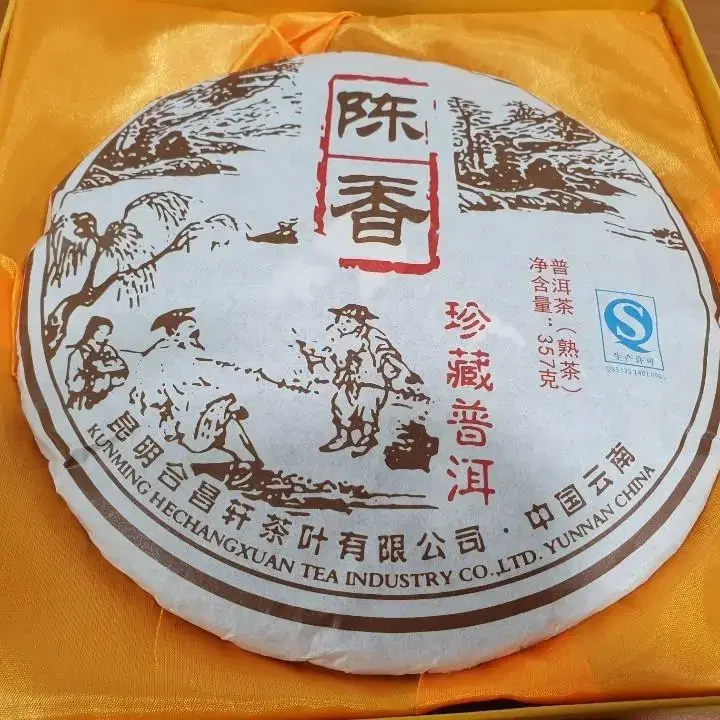 陈香
珍藏普洱
普洱茶（熟茶）
净含量：357克
生产许可
昆明合昌轩茶叶有限公司·中国云南
KUNMING HECHANGXUAN TEA INDUSTRY CO.,LTD. YUNNAN CHINA